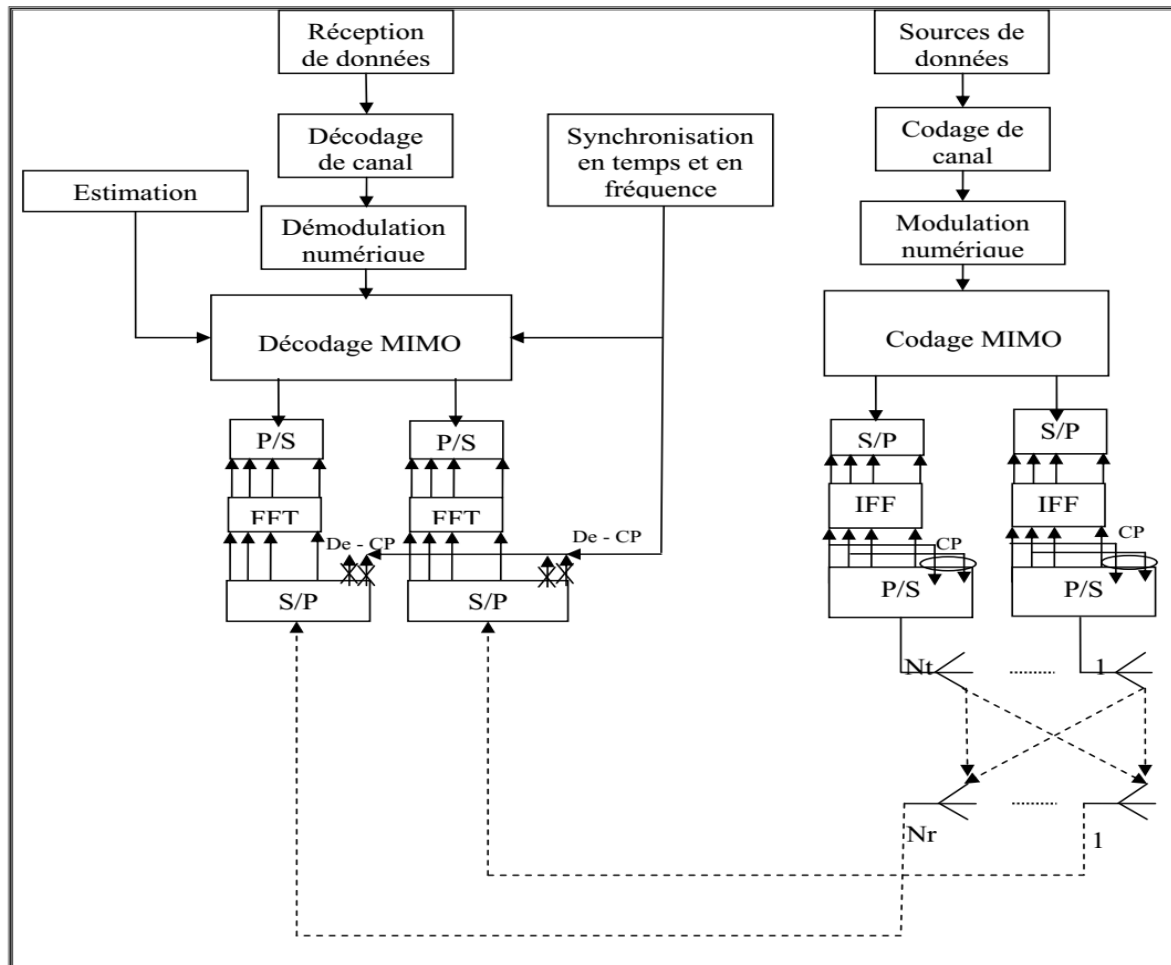 Réception
de données
Sources de
données
Décodage
de canal
Synchronisation
en temps et en
fréquence
Codage de
canal
Estimation
Démodulation
numérique
Modulation
numérique
Décodage MIMO
Codage MIMO
P/S
P/S
S/P
S/P
FFT
FFT
IFF
IFF
De - CP
De - CP
CP
CP
S/P
S/P
P/S
P/S
Nt
1
Nr
1